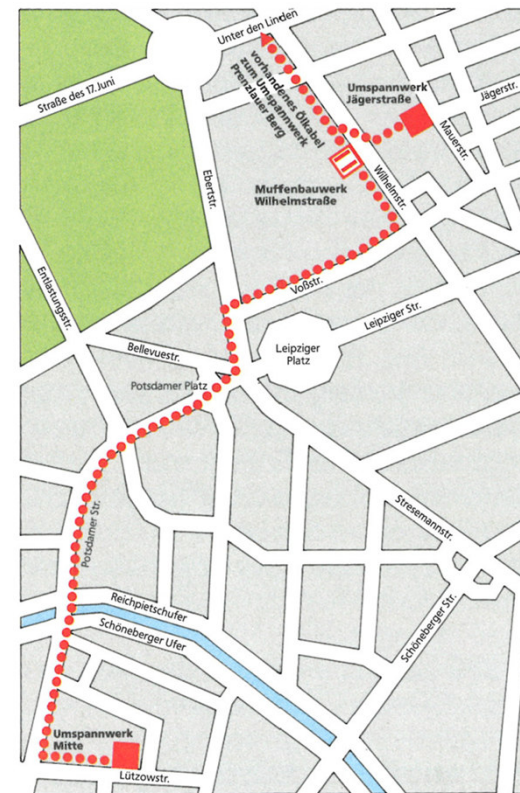 Unter den Linden
Straße des 17. Juni
vorhandenes Ölkabel
zum Umspannwerk
Prenzlauer Berg
Umspannwerk
Jägerstraße
Jägerstr.
Mauerstr.
Ebertstr.
Wilhelmstr.
Muffenbauwerk
Wilhelmstraße
Entlastungsstr.
Voßstr.
Leipziger Str.
Bellevuestr.
Leipziger
Platz
Potsdamer Platz
Potsdamer Str.
Stresemannstr.
Reichpietschufer
Schöneberger Ufer
Schöneberger Str.
Umspannwerk
Mitte
Lützowstr.